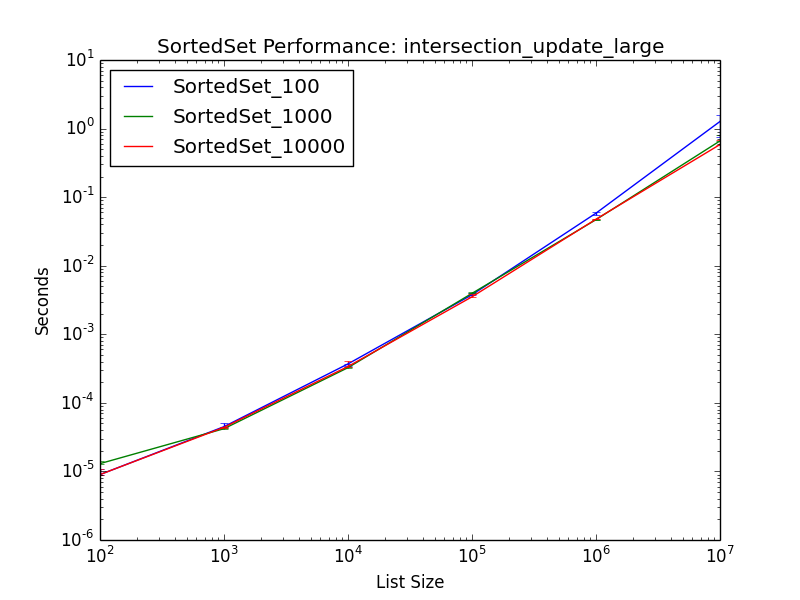 SortedSet Performance: intersection_update_large
SortedSet_100
SortedSet_1000
SortedSet_10000
10^1
10^0
10^-1
10^-2
10^-3
10^-4
10^-5
10^-6
Seconds
10^2 10^3 10^4 10^5 10^6 10^7
List Size